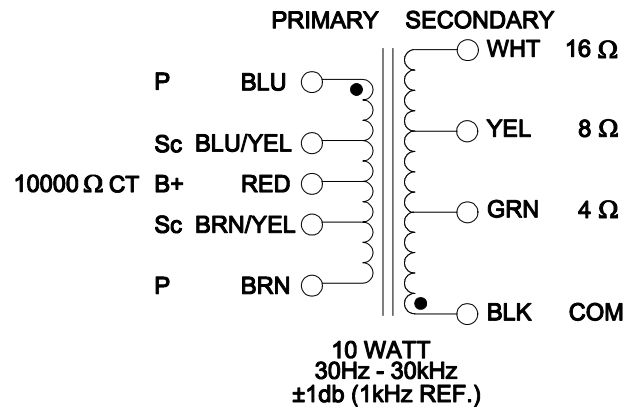 PRIMARY SECONDARY
WHT 16 Ω
P BLU
YEL 8 Ω
Sc BLU/YEL
10000 Ω CT B+ RED
GRN 4 Ω
Sc BRN/YEL
P BRN
BLK COM
10 WATT
30Hz - 30kHz
±1db (1kHz REF.)